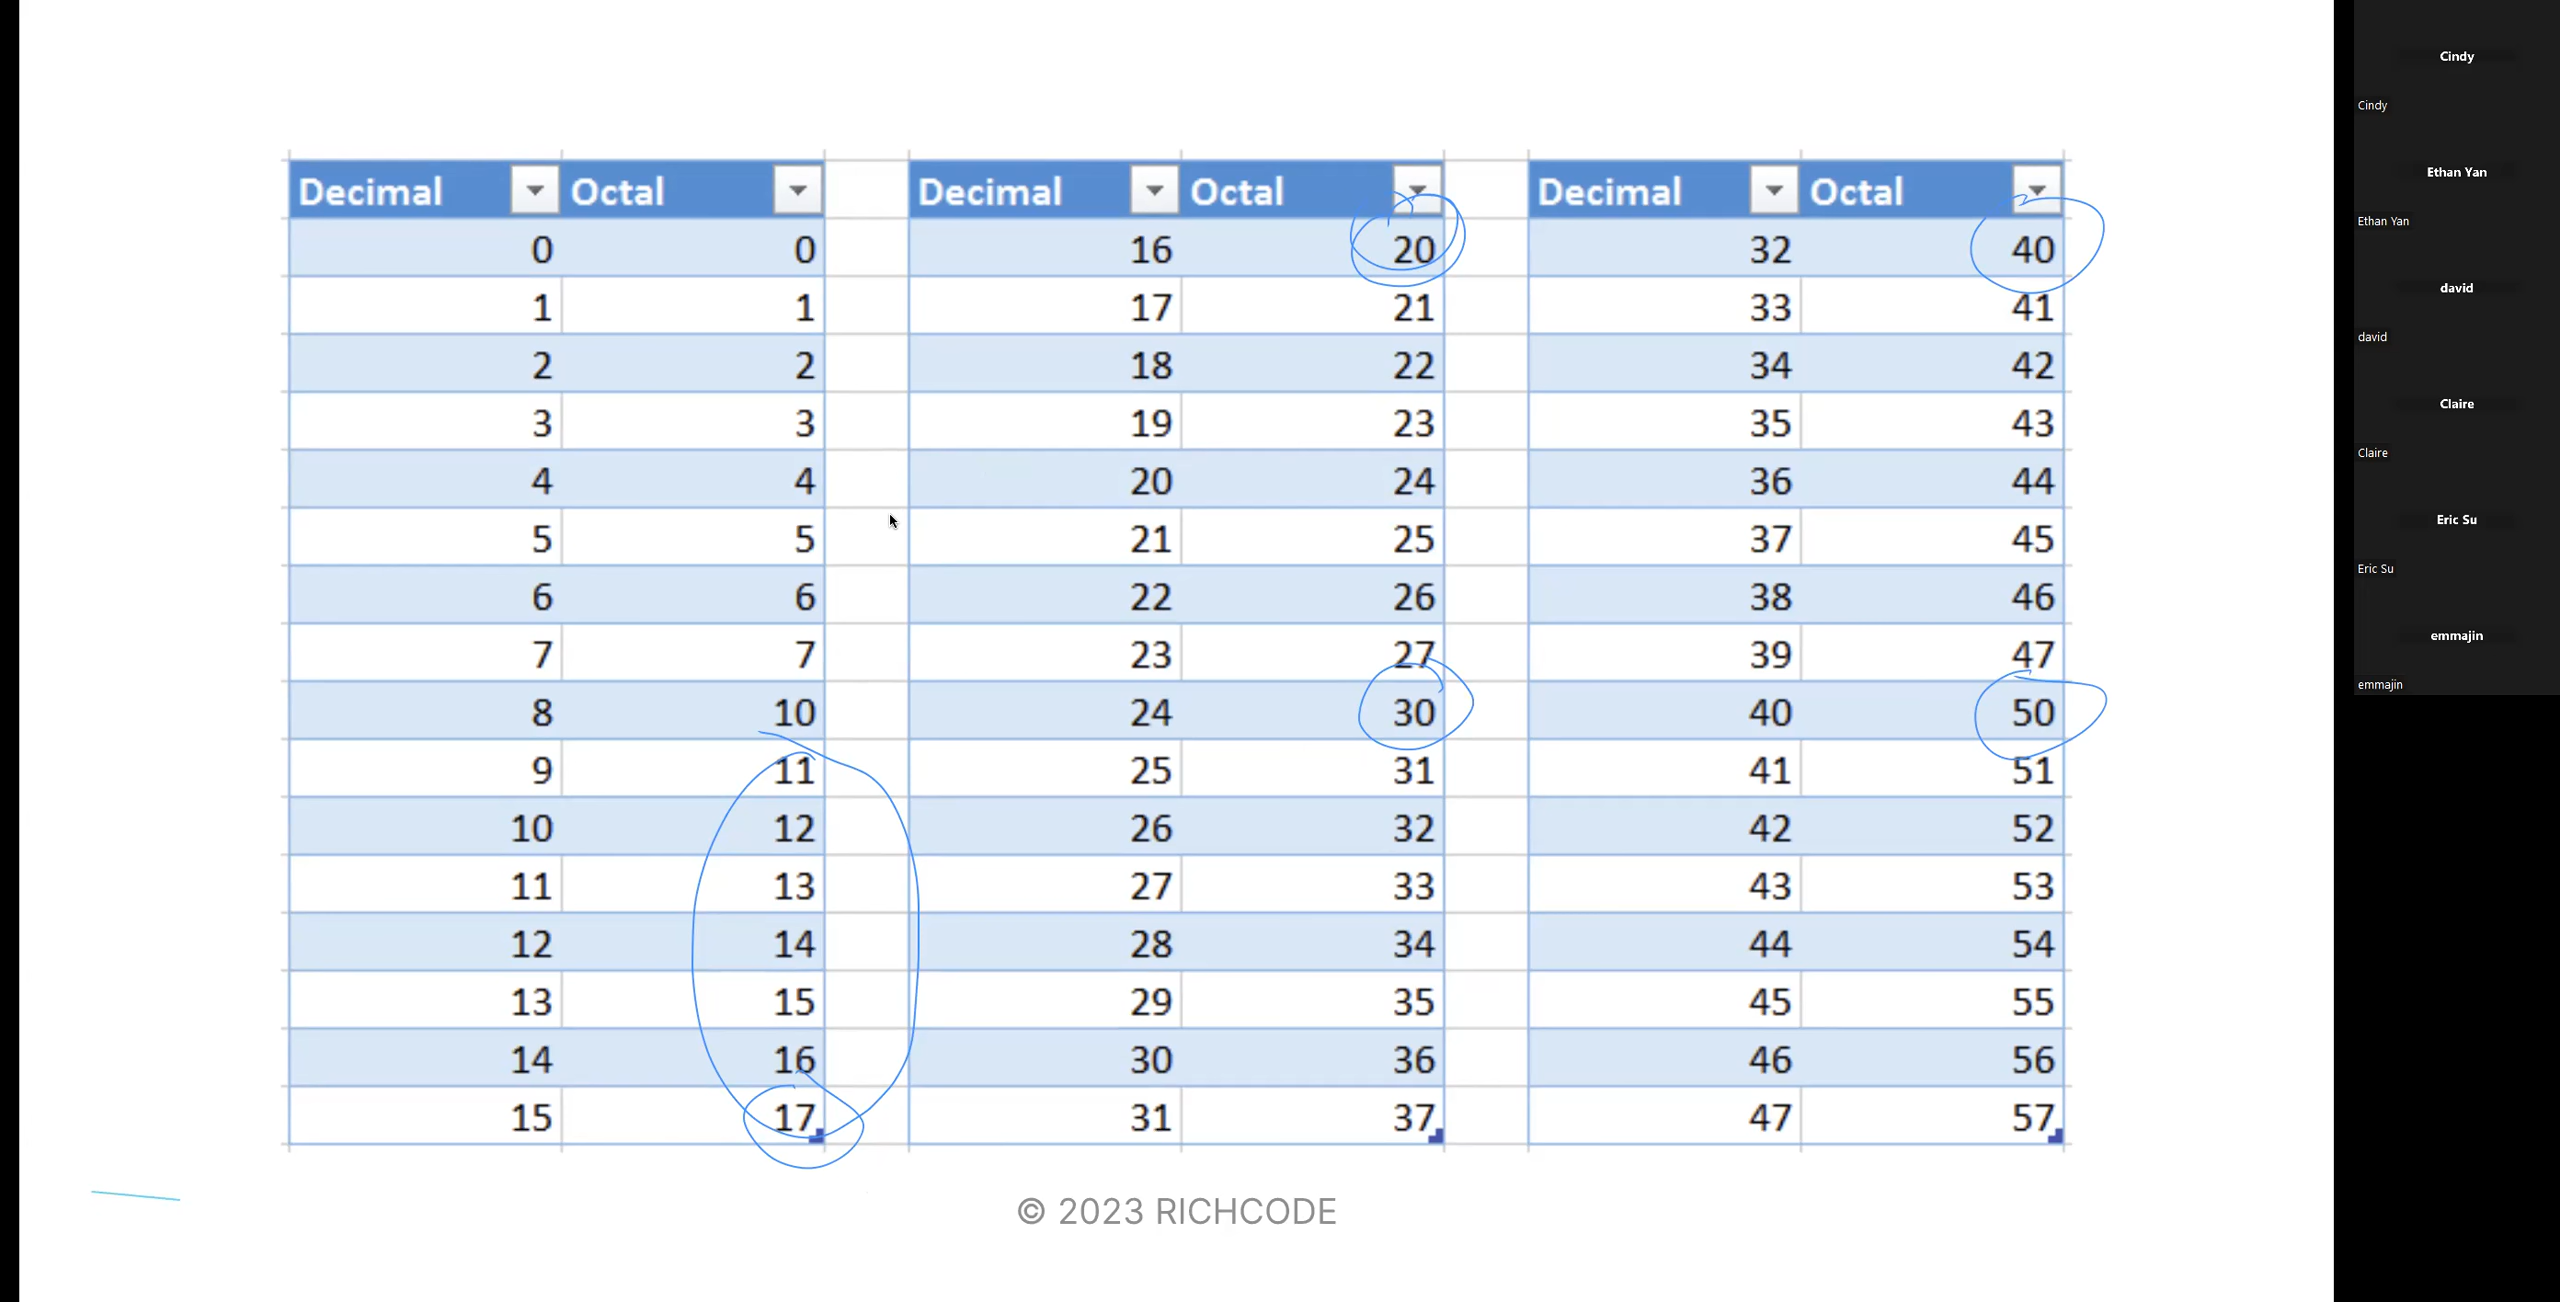 Decimal Octal Decimal Octal Decimal Octal
0 0 16 20 32 40
1 1 17 21 33 41
2 2 18 22 34 42
3 3 19 23 35 43
4 4 20 24 36 44
5 5 21 25 37 45
6 6 22 26 38 46
7 7 23 27 39 47
8 10 24 30 40 50
9 11 25 31 41 51
10 12 26 32 42 52
11 13 27 33 43 53
12 14 28 34 44 54
13 15 29 35 45 55
14 16 30 36 46 56
15 17 31 37 47 57
© 2023 RICHCODE
Cindy
Cindy
Ethan Yan
Ethan Yan
david
david
Claire
Claire
Eric Su
Eric Su
emmajin
emmajin